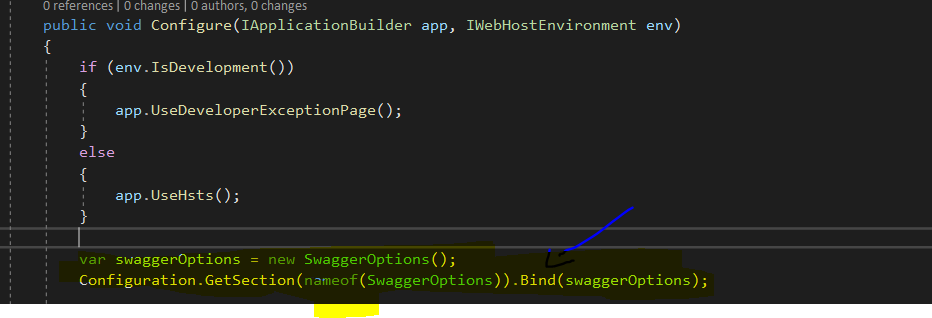 0 references | 0 changes | 0 authors, 0 changes
public void Configure(IApplicationBuilder app, IWebHostEnvironment env)
{
if (env.IsDevelopment())
{
app.UseDeveloperExceptionPage();
}
else
{
app.UseHsts();
}
var swaggerOptions = new SwaggerOptions();
Configuration.GetSection(nameof(SwaggerOptions)).Bind(swaggerOptions);